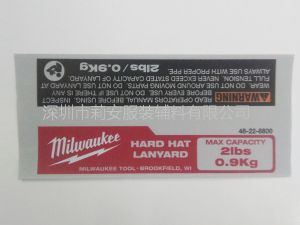 2lbs / 0.9Kg
WARNING
READ OPERATORS MANUAL BEFORE USING. INSPECT
BEFORE EVERY USE. DO NOT USE IF THERE IS ANY
WEAR. DO NOT USE AROUND MOVING PARTS. LANYARD AT
FULL TENSION. NEVER EXCEED STATED CAPACITY OF LANYARD.
ALWAYS USE WITH PROPER PPE.
深圳市莉安服装辅料有限公司
48-22-8800
Milwaukee
HARD HAT
LANYARD
MAX CAPACITY
2lbs
0.9Kg
MILWAUKEE TOOL • BROOKFIELD, WI